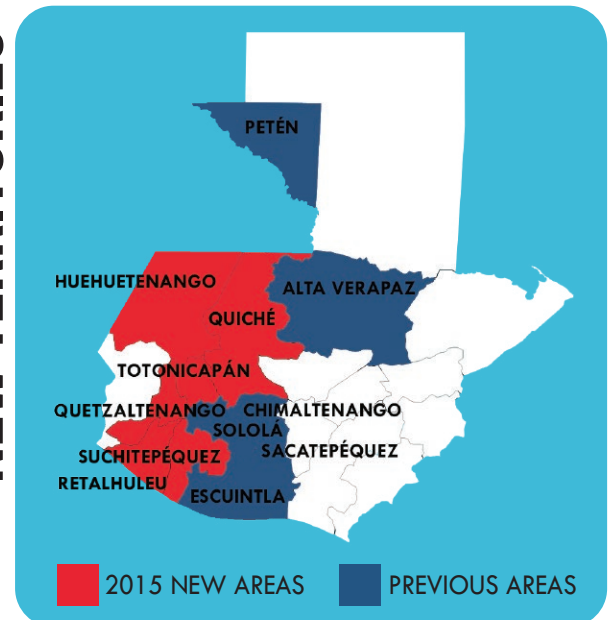 PETÉN
HUEHUETENANGO
ALTA VERAPAZ
QUICHÉ
TOTONICAPÁN
QUETZALTENANGO
CHIMALTENANGO
SOLOLÁ
SUCHITEPÉQUEZ
SACATEPÉQUEZ
RETALHULEU
ESCUINTLA
2015 NEW AREAS
PREVIOUS AREAS